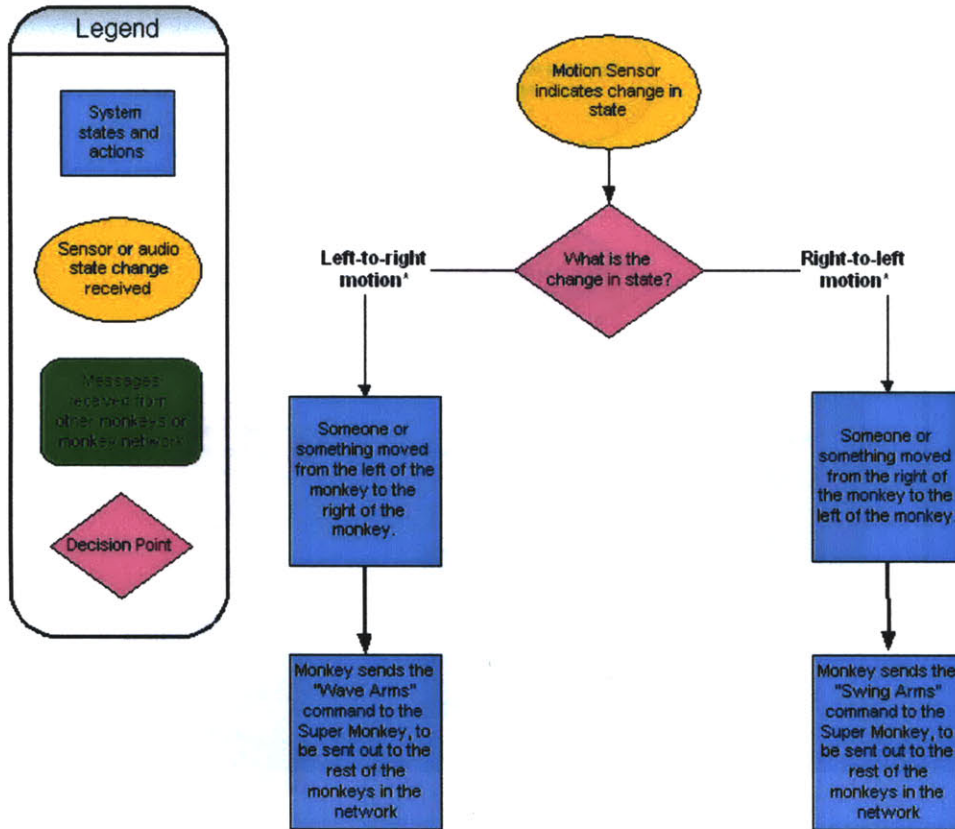 Legend
System
states and
actions
Sensor or audio
state change
received
Messages
received from
other monkeys or
monkey network
Decision Point
Motion Sensor
indicates change in
state
What is the
change in state?
Left-to-right
motion*
Right-to-left
motion*
Someone or
something moved
from the left of the
monkey to the
right of the
monkey.
Monkey sends the
"Wave Arms"
command to the
Super Monkey, to
be sent out to the
rest of the
monkeys in the
network
Someone or
something moved
from the right of
the monkey to the
left of the monkey.
Monkey sends the
"Swing Arms"
command to the
Super Monkey, to
be sent out to the
rest of the
monkeys in the
network